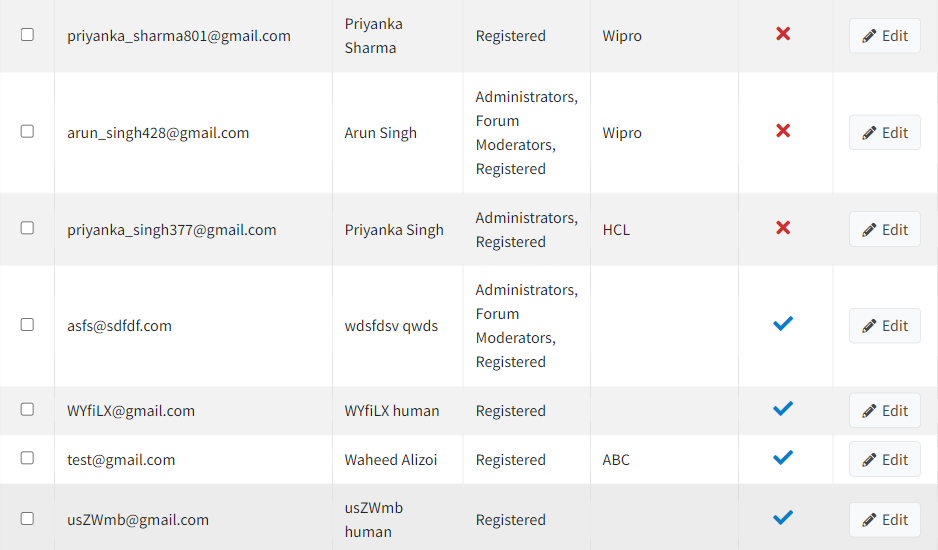 priyanka_sharma801@gmail.com
Priyanka
Sharma
Registered
Wipro
Edit
arun_singh428@gmail.com
Arun Singh
Administrators,
Forum
Moderators,
Registered
Wipro
Edit
priyanka_singh377@gmail.com
Priyanka Singh
Administrators,
Registered
HCL
Edit
asfs@sdfdf.com
wdsfdsv qwds
Administrators,
Forum
Moderators,
Registered
Edit
WYfiLX@gmail.com
WYfiLX human
Registered
Edit
test@gmail.com
Waheed Alizoi
Registered
ABC
Edit
usZWmb@gmail.com
usZWmb
human
Registered
Edit